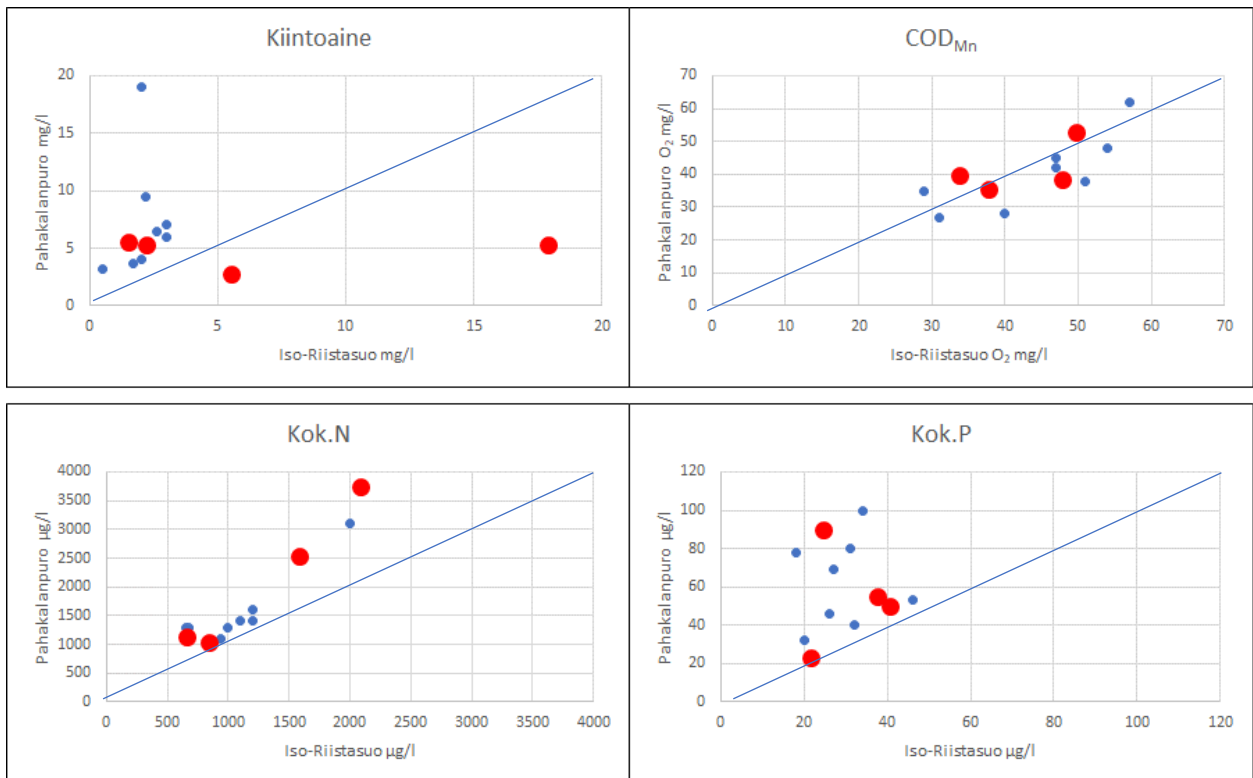 Kiintoaine
Pahakalanpuro mg/l
20
15
10
5
0
0 5 10 15 20
Iso-Riistasuo mg/l
COD_Mn
Pahakalanpuro O₂ mg/l
70
60
50
40
30
20
10
0
0 10 20 30 40 50 60 70
Iso-Riistasuo O₂ mg/l
Kok.N
Pahakalanpuro µg/l
4000
3500
3000
2500
2000
1500
1000
500
0
0 500 1000 1500 2000 2500 3000 3500 4000
Iso-Riistasuo µg/l
Kok.P
Pahakalanpuro µg/l
120
100
80
60
40
20
0
0 20 40 60 80 100 120
Iso-Riistasuo µg/l